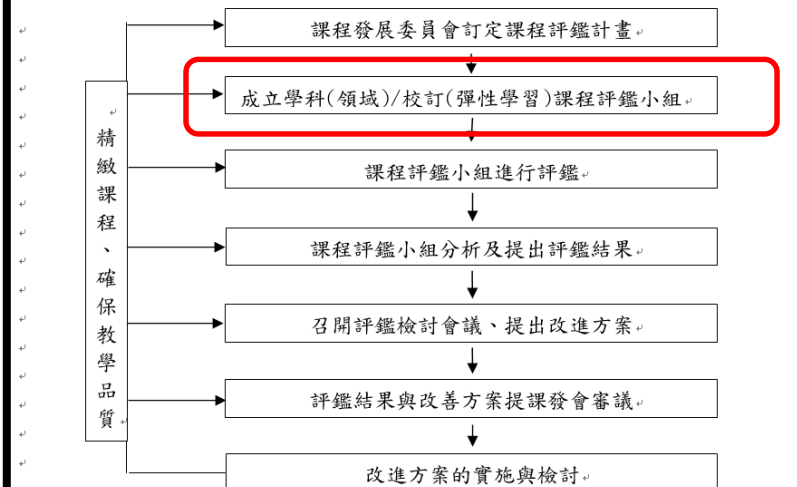 課程發展委員會訂定課程評鑑計畫
成立學科(領域)/校訂(彈性學習)課程評鑑小組
課程評鑑小組進行評鑑
課程評鑑小組分析及提出評鑑結果
召開評鑑檢討會議、提出改進方案
評鑑結果與改善方案提課發會審議
改進方案的實施與檢討
精緻課程、確保教學品質